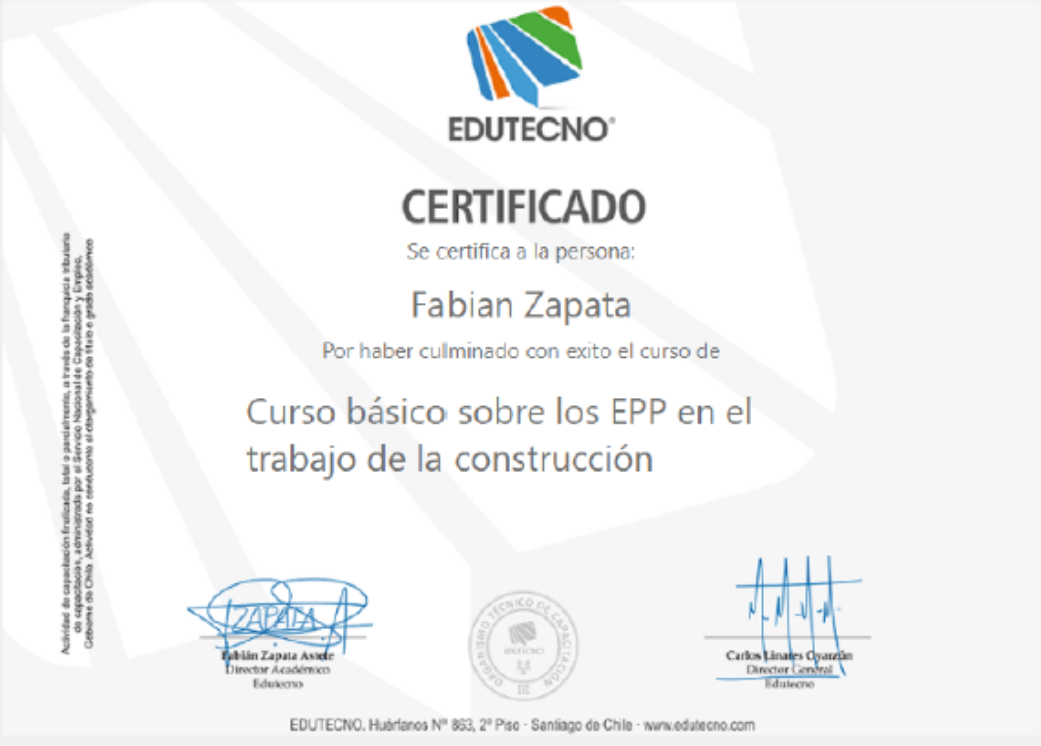 EDUTECNO®
CERTIFICADO
Se certifica a la persona:
Fabian Zapata
Por haber culminado con exito el curso de
Curso básico sobre los EPP en el
trabajo de la construcción
Actividad de capacitación finalizada, total o parcialmente, a través de la franquicia tributaria
de capacitación, administrada por el Servicio Nacional de Capacitación y Empleo,
Gobierno de Chile. Actividad no conducente al otorgamiento de título o grado académico
ZAPATA
Fabián Zapata Astete
Director Académico
Edutecno
ORGANISMO TÉCNICO DE CAPACITACIÓN
EDUTECNO
Carlos Linares Oyarzún
Director General
Edutecno
EDUTECNO. Huérfanos Nº 863, 2º Piso - Santiago de Chile - www.edutecno.com